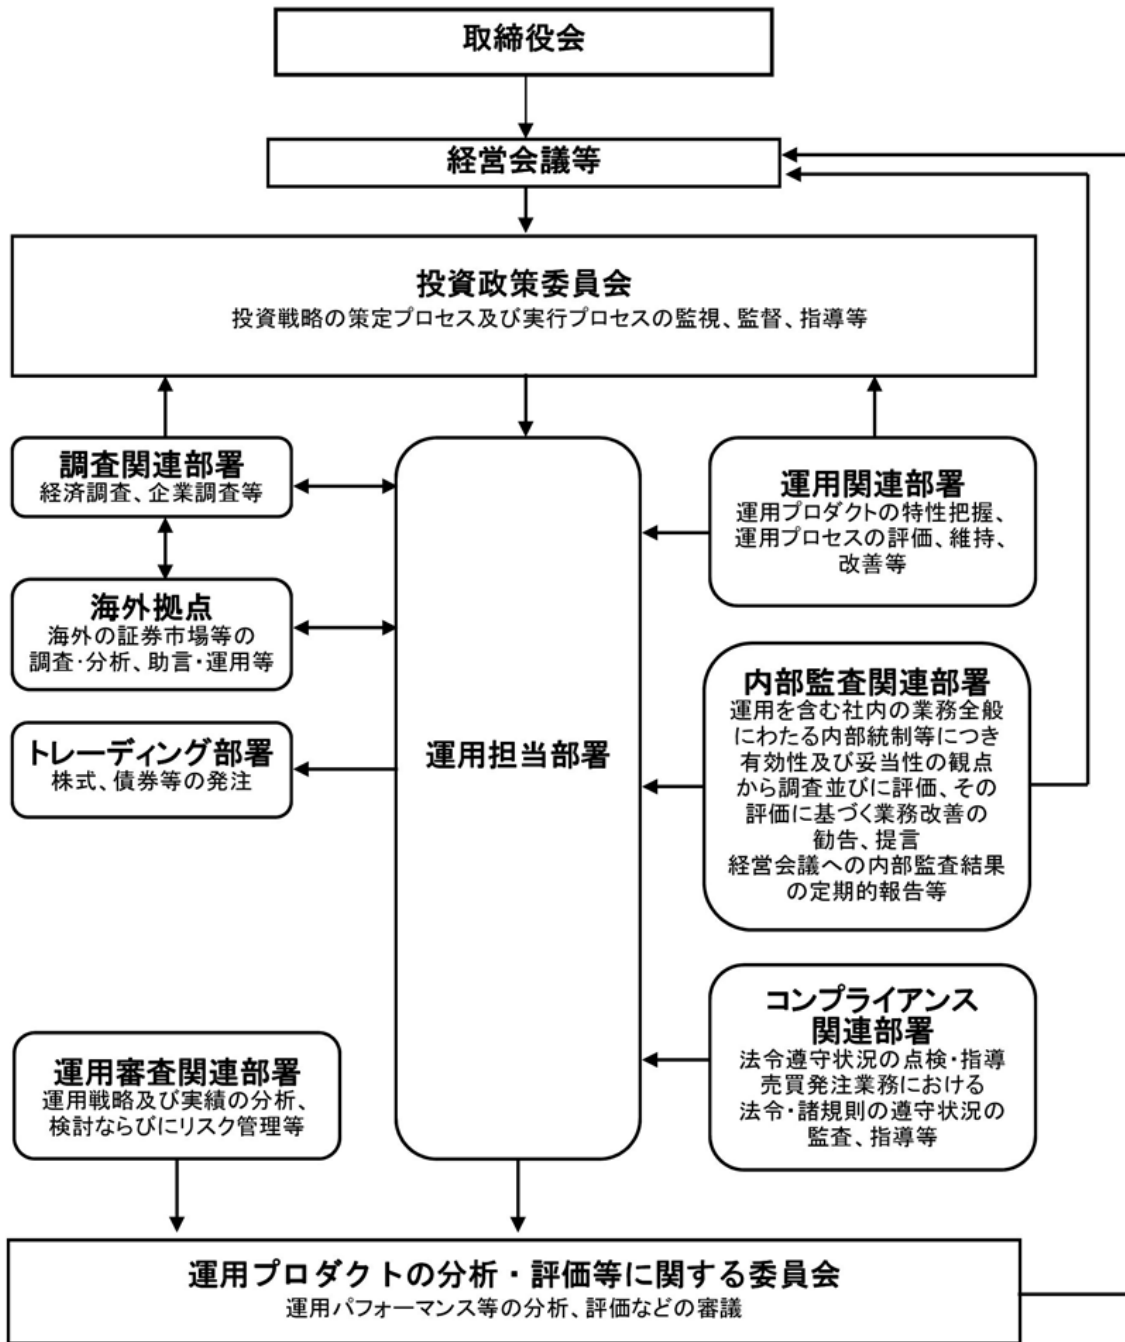 取締役会
経営会議等
投資政策委員会
投資戦略の策定プロセス及び実行プロセスの監視、監督、指導等
調査関連部署
経済調査、企業調査等
海外拠点
海外の証券市場等の
調査・分析、助言・運用等
トレーディング部署
株式、債券等の発注
運用審査関連部署
運用戦略及び実績の分析、
検討ならびにリスク管理等
運用担当部署
運用関連部署
運用プロダクトの特性把握、
運用プロセスの評価、維持、
改善等
内部監査関連部署
運用を含む社内の業務全般
にわたる内部統制等につき
有効性及び妥当性の観点
から調査並びに評価、その
評価に基づく業務改善の
勧告、提言
経営会議への内部監査結果
の定期的報告等
コンプライアンス
関連部署
法令遵守状況の点検・指導
売買発注業務における
法令・諸規則の遵守状況の
監査、指導等
運用プロダクトの分析・評価等に関する委員会
運用パフォーマンス等の分析、評価などの審議